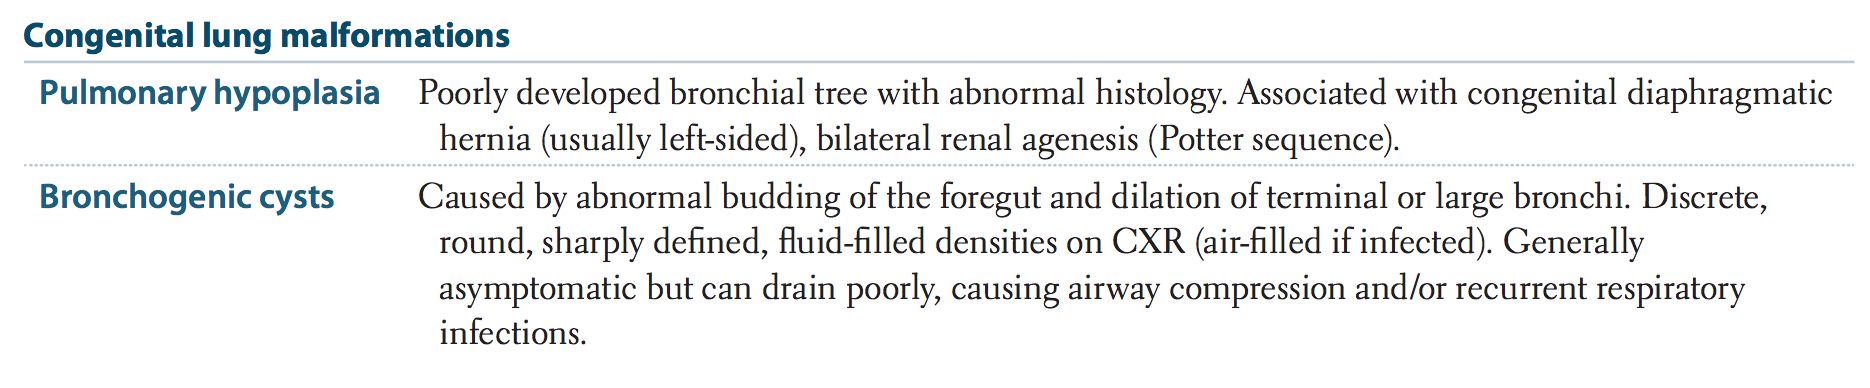 Congenital lung malformations
Pulmonary hypoplasia Poorly developed bronchial tree with abnormal histology. Associated with congenital diaphragmatic
hernia (usually left-sided), bilateral renal agenesis (Potter sequence).
Bronchogenic cysts Caused by abnormal budding of the foregut and dilation of terminal or large bronchi. Discrete,
round, sharply defined, fluid-filled densities on CXR (air-filled if infected). Generally
asymptomatic but can drain poorly, causing airway compression and/or recurrent respiratory
infections.